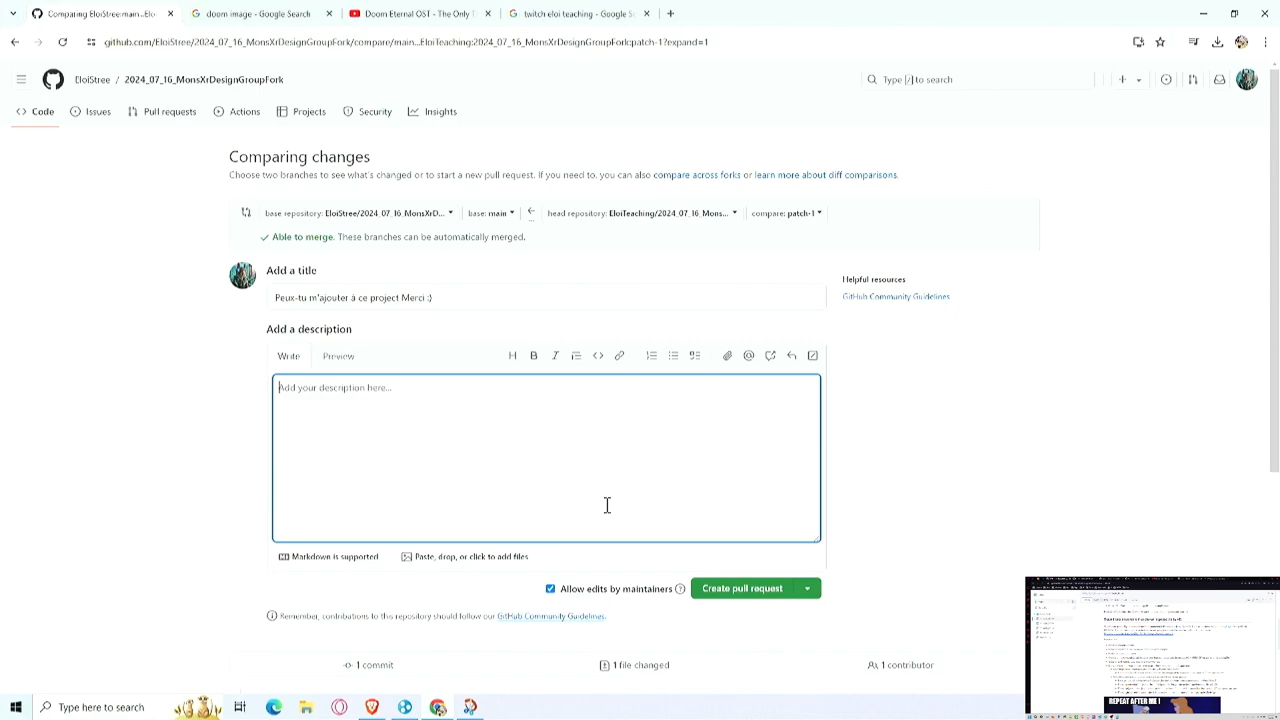 Comparing EloiStree:main...Eloi
doom image - Google Search
Doom Eternal OST - The Only T
twitch eloi teaching - Google Se
github.com/EloiStree/2024_07_16_MonsXrDesignGroupFork/compare/main...EloiTeaching:2024_07_16_MonsXrDesignGroupFork:patch-1?expand=1
EloiStree / 2024_07_16_MonsXrDesignGroupFork
Type [/] to search
Code Issues Pull requests Actions Projects Security Insights
Comparing changes
Choose two branches to see what's changed or to start a new pull request. If you need to, you can also compare across forks or learn more about diff comparisons.
base repository: EloiStree/2024_07_16_MonsXrD... base: main head repository: EloiTeaching/2024_07_16_Mons... compare: patch-1
Able to merge. These branches can be automatically merged.
Add a title
Peux-tu m'ajouter à ce project Merci :)
Helpful resources
GitHub Community Guidelines
Add a description
Write Preview
Add your description here...
Markdown is supported
Paste, drop, or click to add files
Allow edits by maintainers
Create pull request
Remember, contributions to this repository should follow
GitHub Community Guidelines.
1 commit
1 file changed
1 contributor
Type here to search
REPEAT AFTER ME !